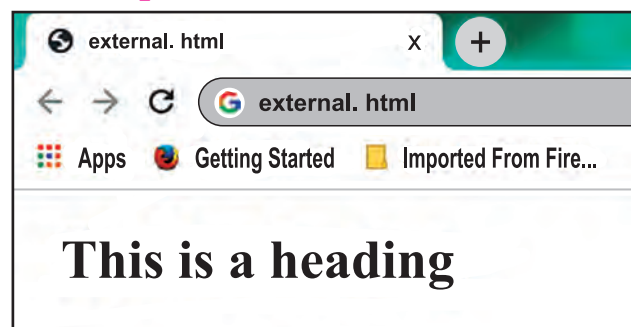 external. html x +
external. html
Apps Getting Started Imported From Fire...
This is a heading